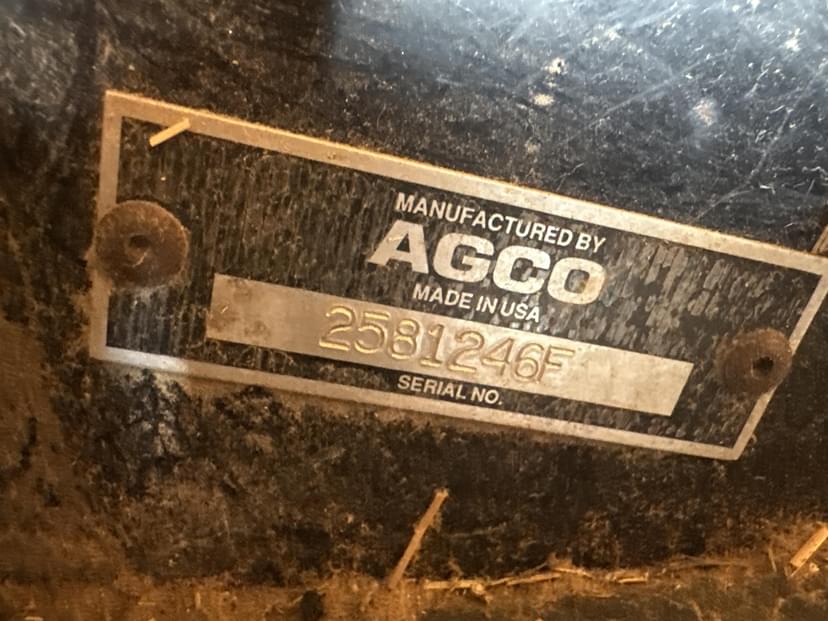 MANUFACTURED BY
AGCO
MADE IN USA
2581246F
SERIAL NO.